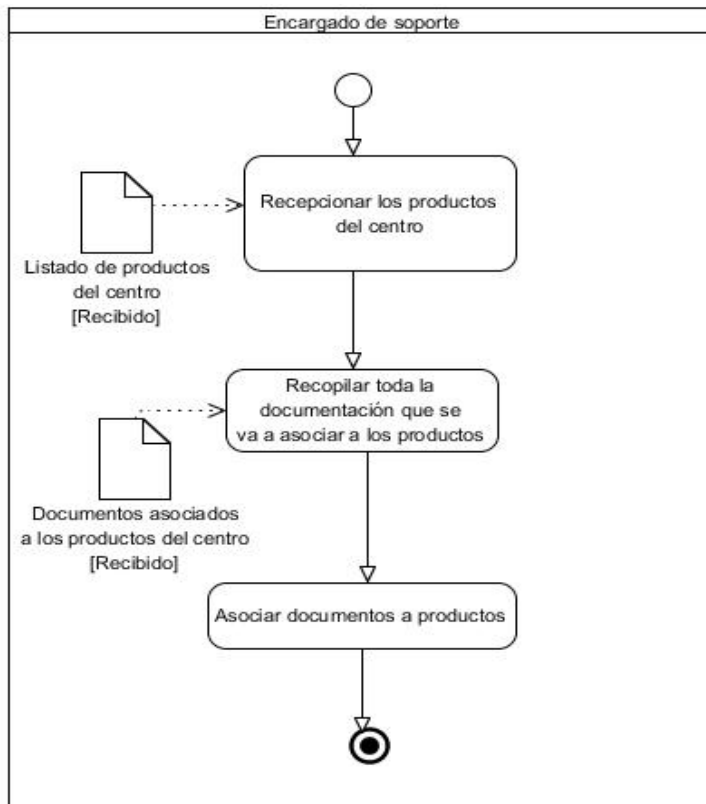 Encargado de soporte
Recepcionar los productos
del centro
Listado de productos
del centro
[Recibido]
Recopilar toda la
documentación que se
va a asociar a los productos
Documentos asociados
a los productos del centro
[Recibido]
Asociar documentos a productos